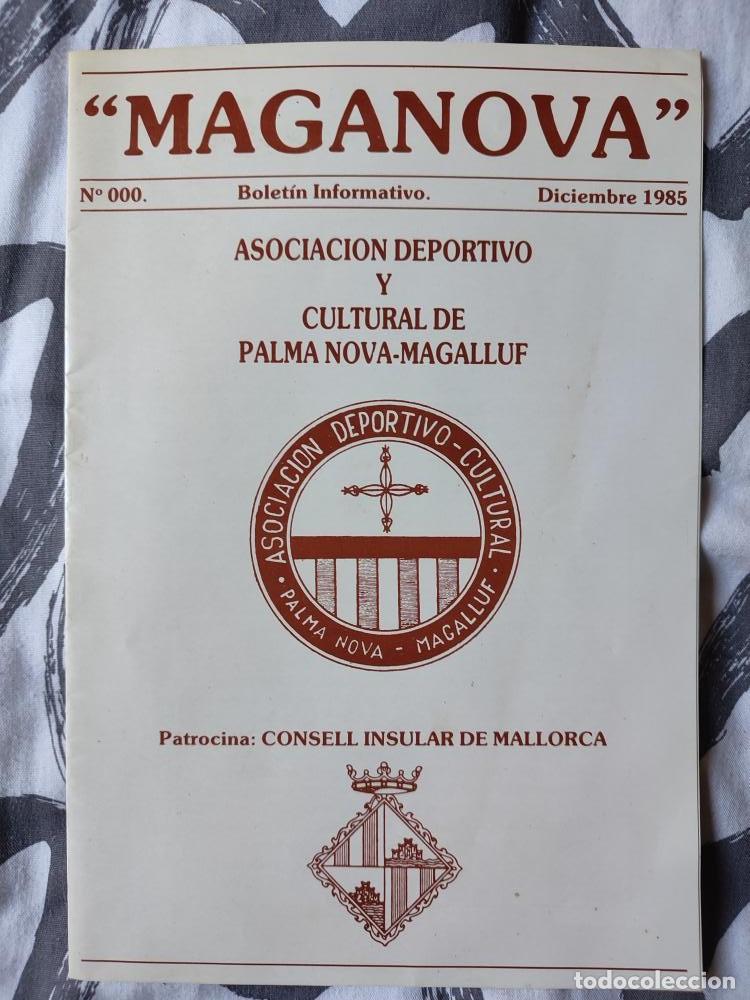 “MAGANOVA”
Nº 000. Boletín Informativo. Diciembre 1985
ASOCIACION DEPORTIVO
Y
CULTURAL DE
PALMA NOVA-MAGALLUF
ASOCIACION DEPORTIVO-CULTURAL
· PALMA NOVA - MAGALLUF ·
Patrocina: CONSELL INSULAR DE MALLORCA
todocoleccion